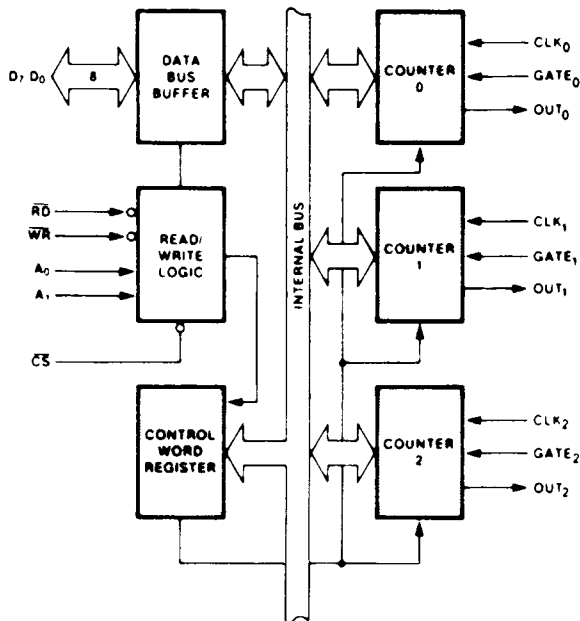 D7 D0
8
DATA
BUS
BUFFER
RD
WR
A0
A1
CS
READ/
WRITE
LOGIC
CONTROL
WORD
REGISTER
INTERNAL BUS
COUNTER
0
CLK0
GATE0
OUT0
COUNTER
1
CLK1
GATE1
OUT1
COUNTER
2
CLK2
GATE2
OUT2